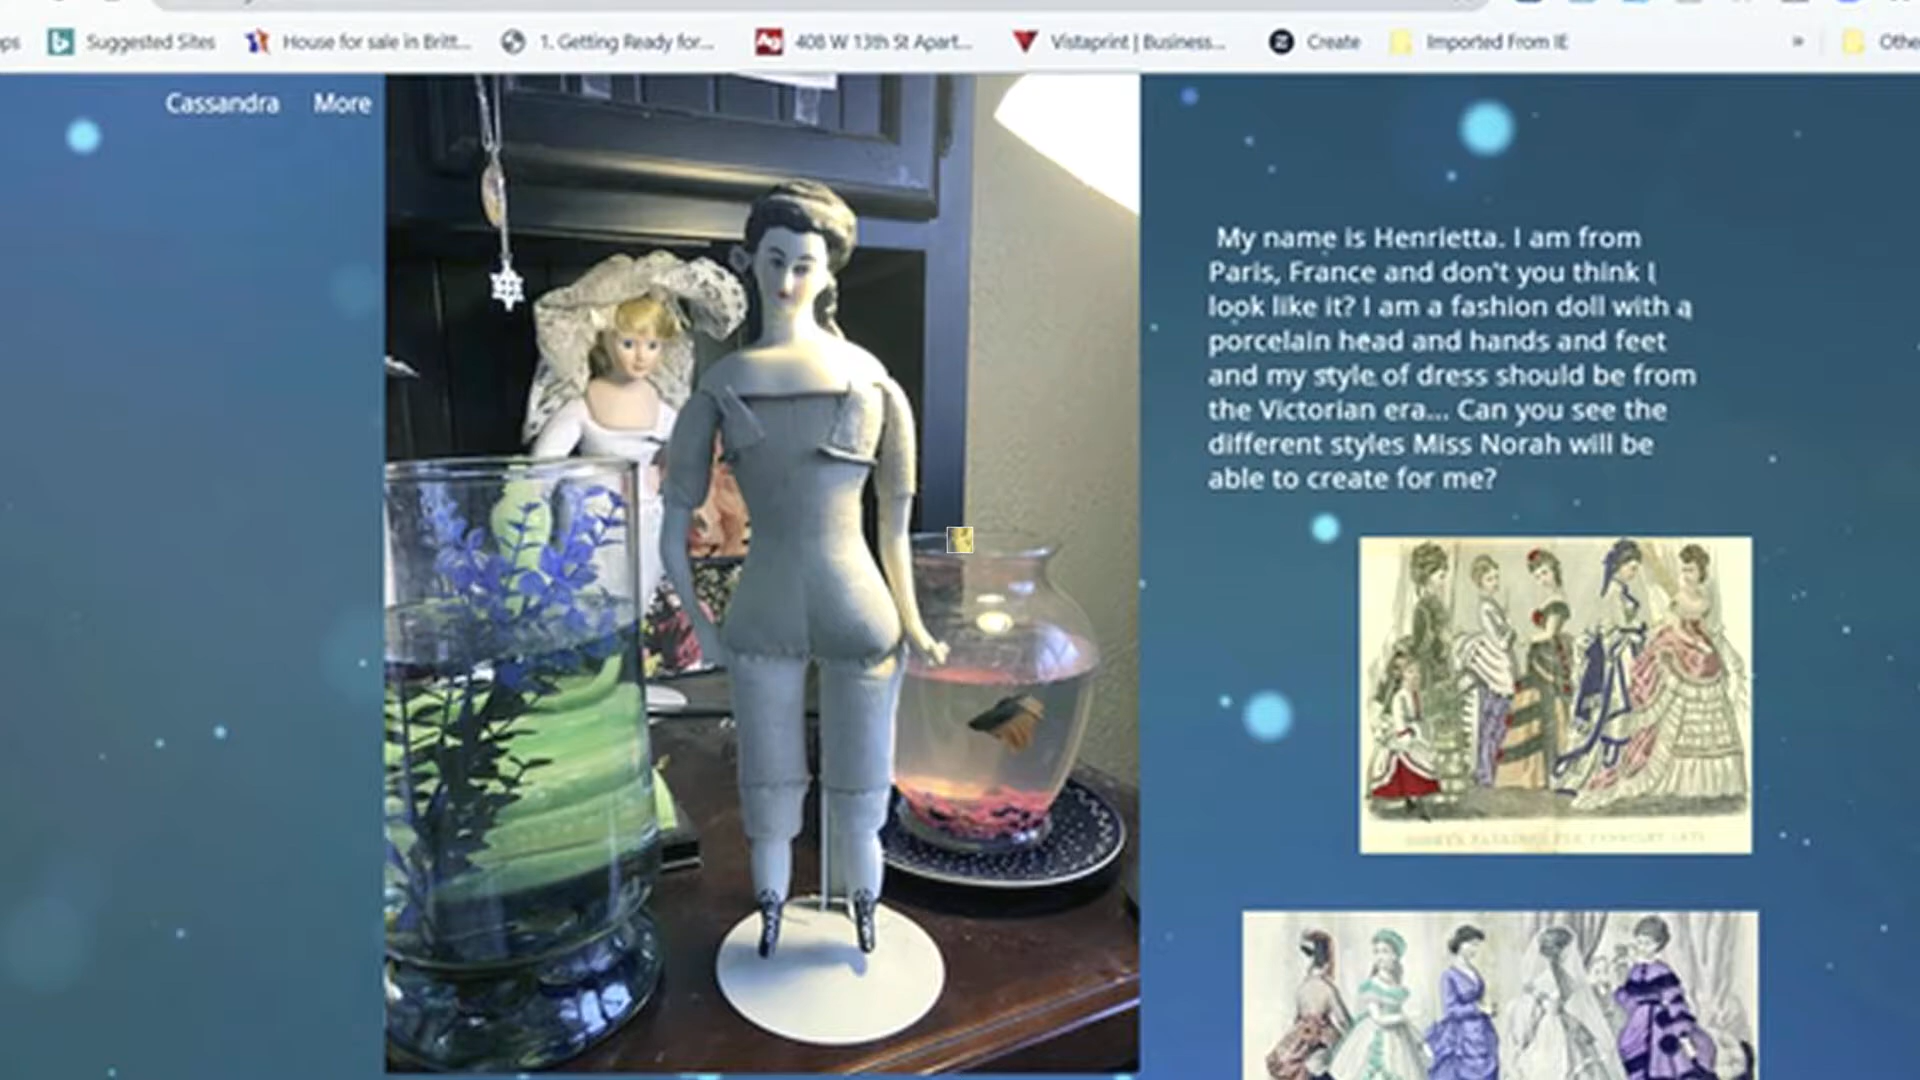 Suggested Sites
House for sale in Britt...
1. Getting Ready for...
408 W 13th St Apart...
Vistaprint | Business...
Create
Imported From IE
»
Cassandra
More
My name is Henrietta. I am from
Paris, France and don't you think I
look like it? I am a fashion doll with a
porcelain head and hands and feet
and my style of dress should be from
the Victorian era... Can you see the
different styles Miss Norah will be
able to create for me?